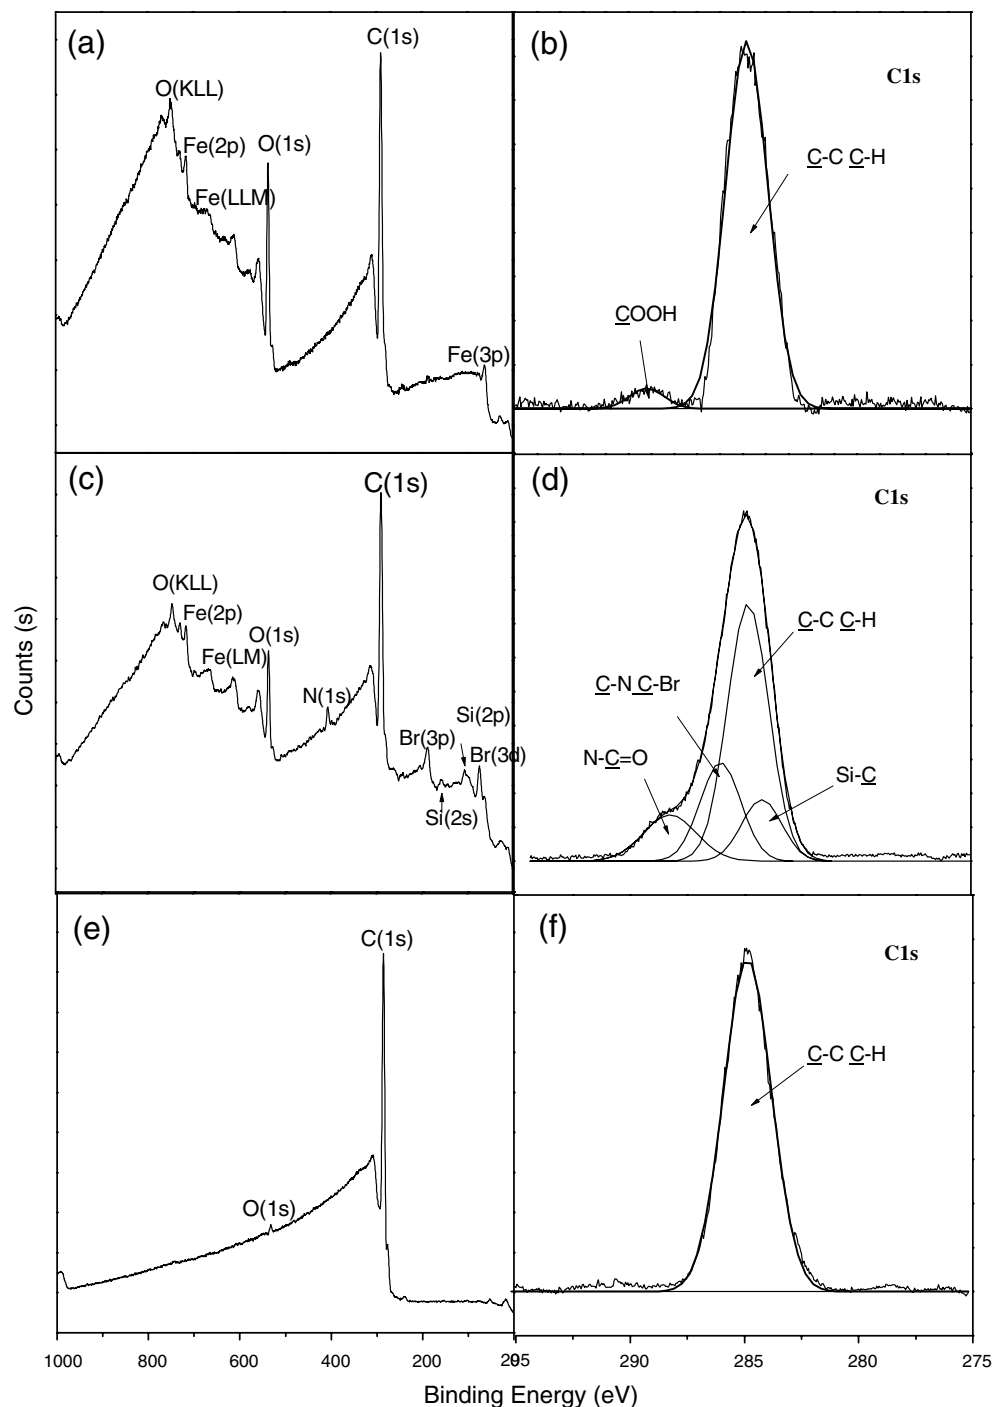 (a)
C(1s)
O(KLL)
Fe(2p)
O(1s)
Fe(LLM)
Fe(3p)
(b)
C1s
C-C C-H
COOH
(c)
C(1s)
O(KLL)
Fe(2p)
O(1s)
Fe(LM)
N(1s)
Si(2p)
Br(3p)
Br(3d)
Si(2s)
(d)
C1s
C-C C-H
C-N C-Br
N-C=O
Si-C
(e)
C(1s)
O(1s)
(f)
C1s
C-C C-H
Counts (s)
1000 800 600 400 200 295 290 285 280 275
Binding Energy (eV)